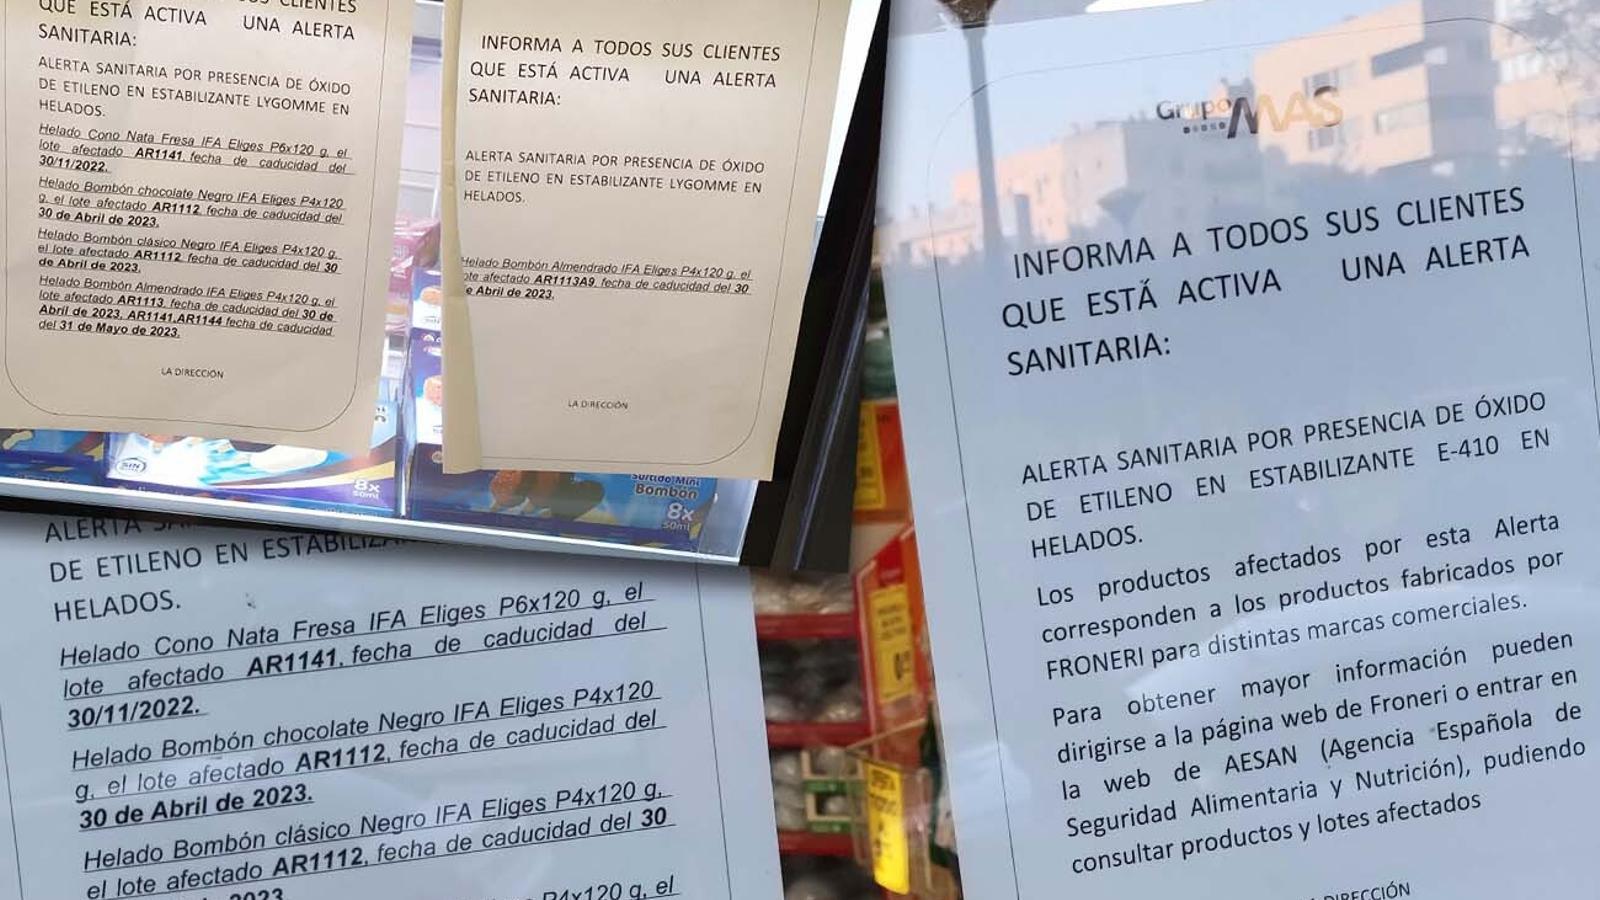 QUE ESTÁ ACTIVA UNA ALERTA
SANITARIA:
ALERTA SANITARIA POR PRESENCIA DE ÓXIDO
DE ETILENO EN ESTABILIZANTE LYGOMME EN
HELADOS.
Helado Cono Nata Fresa IFA Eliges P6x120 g, el
lote afectado AR1141, fecha de caducidad del
30/11/2022.
Helado Bombón chocolate Negro IFA Eliges P4x120
g, el lote afectado AR1112, fecha de caducidad del
30 de Abril de 2023.
Helado Bombón clásico Negro IFA Eliges P4x120 g,
el lote afectado AR1112, fecha de caducidad del 30
de Abril de 2023.
Helado Bombón Almendrado IFA Eliges P4x120 g, el
lote afectado AR1113, fecha de caducidad del 30 de
Abril de 2023, AR1141,AR1144 fecha de caducidad
del 31 de Mayo de 2023.
LA DIRECCIÓN
8x
50ml
INFORMA A TODOS SUS CLIENTES
QUE ESTÁ ACTIVA UNA ALERTA
SANITARIA:
ALERTA SANITARIA POR PRESENCIA DE ÓXIDO
DE ETILENO EN ESTABILIZANTE LYGOMME EN
HELADOS.
Helado Bombón Almendrado IFA Eliges P4x120 g, el
ote afectado AR1113A9, fecha de caducidad del 30
e Abril de 2023.
LA DIRECCIÓN
SIN
Surtido Mini
Bombón
8x
50ml
ALERTA
DE ETILENO EN
HELADOS.
Helado Cono Nata Fresa IFA Eliges P6x120 g, el
lote afectado AR1141, fecha de caducidad del
30/11/2022.
Helado Bombón chocolate Negro IFA Eliges P4x120
g, el lote afectado AR1112, fecha de caducidad del
30 de Abril de 2023.
Helado Bombón clásico Negro IFA Eliges P4x120 g,
el lote afectado AR1112, fecha de caducidad del 30
2023
P4x120 g, el
Grupo MAS
INFORMA A TODOS SUS CLIENTES
QUE ESTÁ ACTIVA UNA ALERTA
SANITARIA:
ALERTA SANITARIA POR PRESENCIA DE ÓXIDO
DE ETILENO EN ESTABILIZANTE E-410 EN
HELADOS.
Los productos afectados por esta Alerta
corresponden a los productos fabricados por
FRONERI para distintas marcas comerciales.
Para obtener mayor información pueden
dirigirse a la página web de Froneri o entrar en
la web de AESAN (Agencia Española de
Seguridad Alimentaria y Nutrición), pudiendo
consultar productos y lotes afectados
DIRECCIÓN